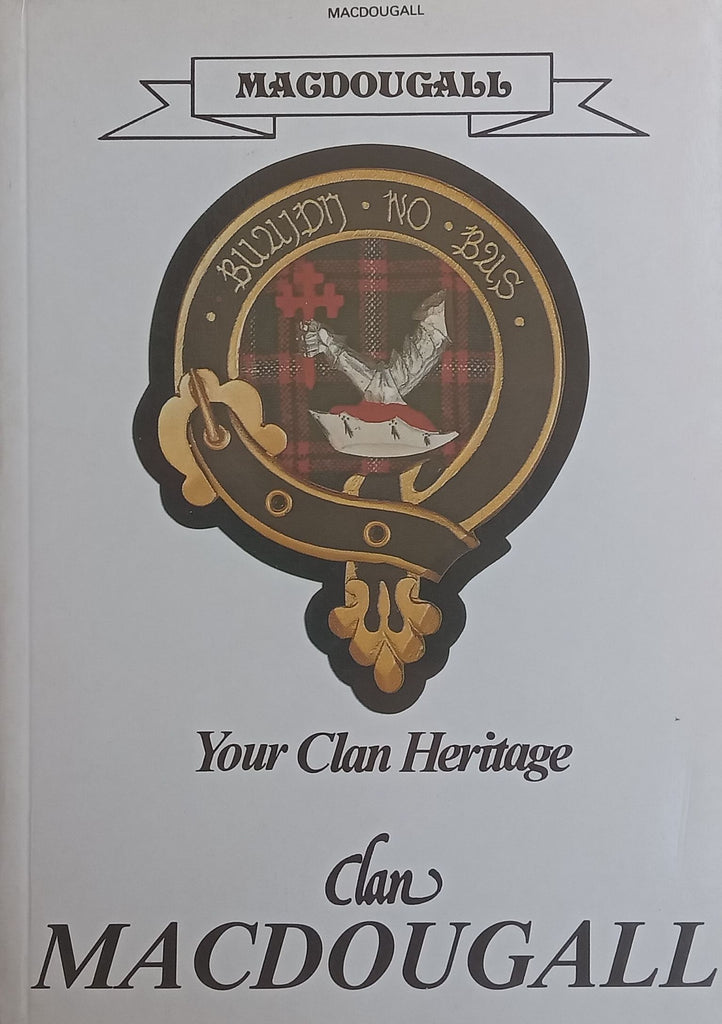 MACDOUGALL
MACDOUGALL
BUAIDH · NO · BAS ·
Your Clan Heritage
Clan
MACDOUGALL